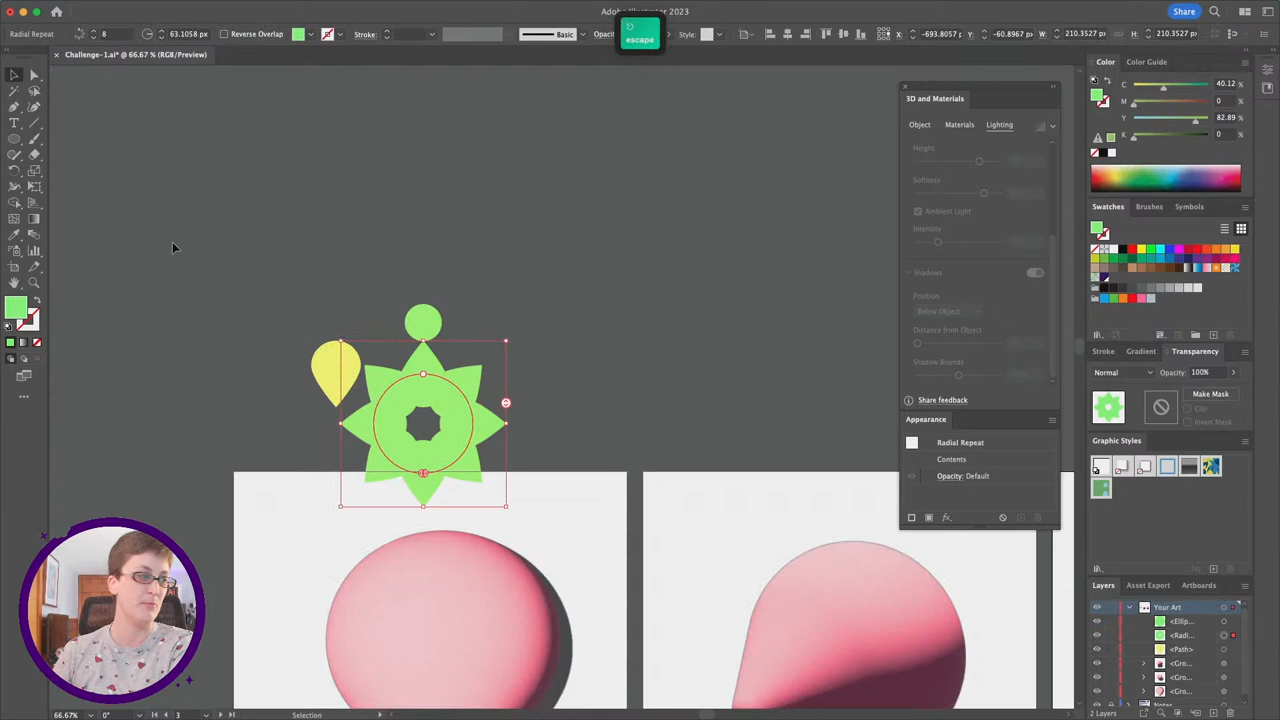 Adobe Illustrator 2023
Share
escape
Radial Repeat
8
63.1058 px
Reverse Overlap
Stroke:
Basic
Opac
Style:
X:
-693.8057
Y:
-60.8967 p
W:
210.3527
H:
210.3527 px
Challenge-1.ai* @ 66.67 % (RGB/Preview)
3D and Materials
Object
Materials
Lighting
Height
Softness
Ambient Light
Intensity
Shadows
Position
Below Object
Distance from Object
Shadow Bounds
Share feedback
Appearance
Radial Repeat
Contents
Opacity: Default
fx
Color
Color Guide
C
40.12
M
0
Y
82.89
K
0
Swatches
Brushes
Symbols
Stroke
Gradient
Transparency
Normal
Opacity:
100%
Make Mask
Clip
Invert Mask
Graphic Styles
Layers
Asset Export
Artboards
Your Art
<Ellip...
<Radi...
<Path>
<Gro...
<Gro...
<Gro...
Notes
2 Layers
66.67%
0°
3
Selection